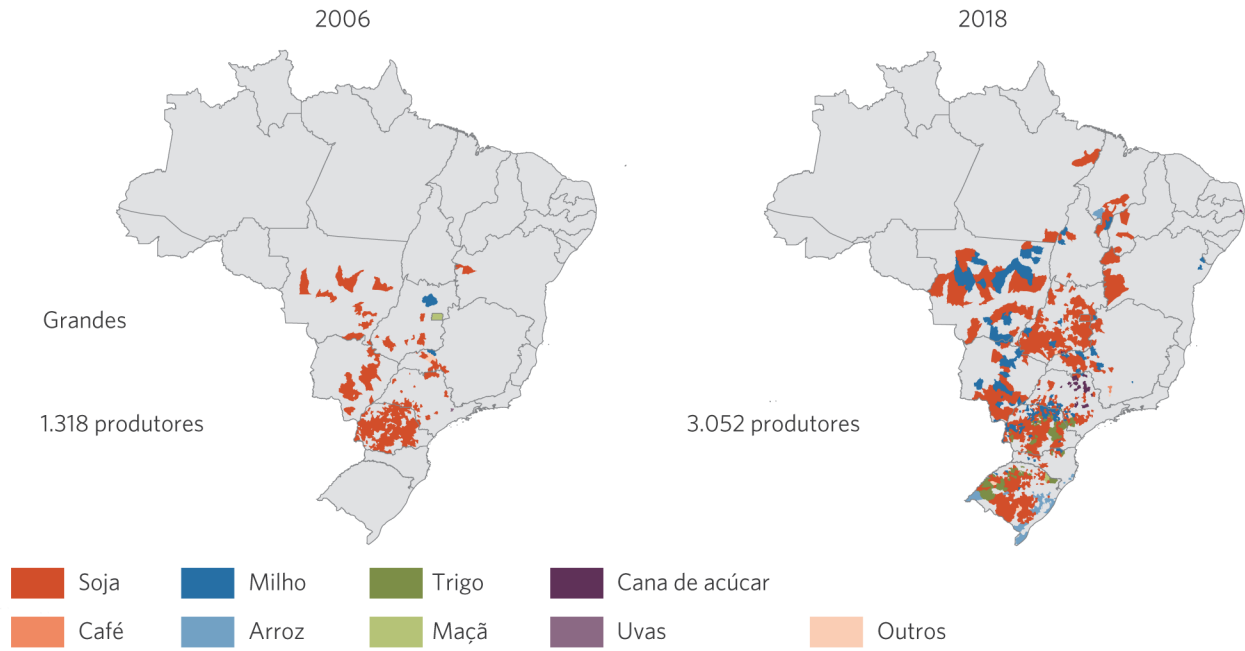 2006
2018
Grandes
1.318 produtores
3.052 produtores
Soja
Milho
Trigo
Cana de acúcar
Café
Arroz
Maçã
Uvas
Outros